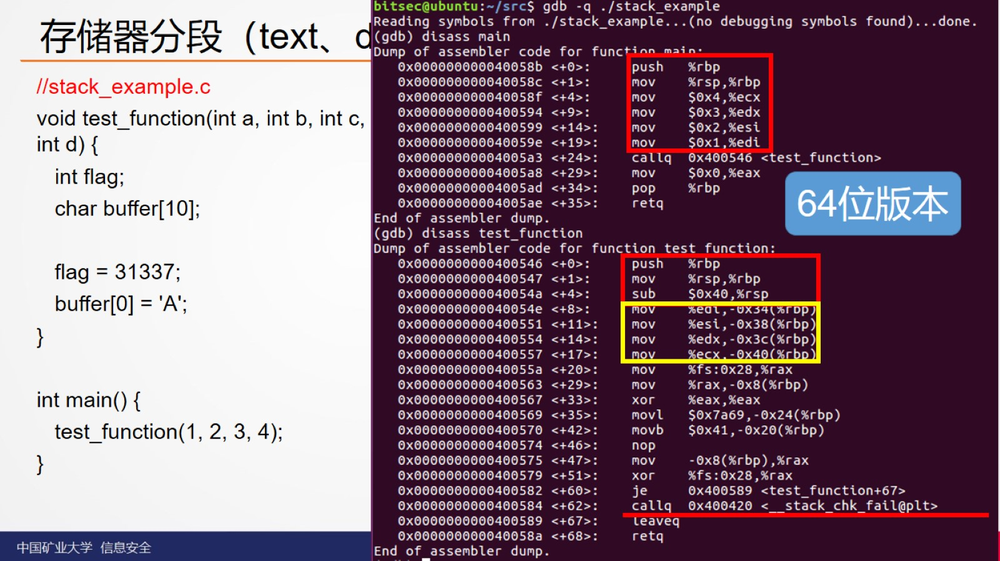 存储器分段（text、d
//stack_example.c
void test_function(int a, int b, int c,
int d) {
int flag;
char buffer[10];
flag = 31337;
buffer[0] = 'A';
}
int main() {
test_function(1, 2, 3, 4);
}
中国矿业大学 信息安全
bitsec@ubuntu:~/src$ gdb -q ./stack_example
Reading symbols from ./stack_example...(no debugging symbols found)...done.
(gdb) disass main
Dump of assembler code for function main:
0x000000000040058b <+0>: push %rbp
0x000000000040058c <+1>: mov %rsp,%rbp
0x000000000040058f <+4>: mov $0x4,%ecx
0x0000000000400594 <+9>: mov $0x3,%edx
0x0000000000400599 <+14>: mov $0x2,%esi
0x000000000040059e <+19>: mov $0x1,%edi
0x00000000004005a3 <+24>: callq 0x400546 <test_function>
0x00000000004005a8 <+29>: mov $0x0,%eax
0x00000000004005ad <+34>: pop %rbp
0x00000000004005ae <+35>: retq
End of assembler dump.
64位版本
(gdb) disass test_function
Dump of assembler code for function test_function:
0x0000000000400546 <+0>: push %rbp
0x0000000000400547 <+1>: mov %rsp,%rbp
0x000000000040054a <+4>: sub $0x40,%rsp
0x000000000040054e <+8>: mov %edi,-0x34(%rbp)
0x0000000000400551 <+11>: mov %esi,-0x38(%rbp)
0x0000000000400554 <+14>: mov %edx,-0x3c(%rbp)
0x0000000000400557 <+17>: mov %ecx,-0x40(%rbp)
0x000000000040055a <+20>: mov %fs:0x28,%rax
0x0000000000400563 <+29>: mov %rax,-0x8(%rbp)
0x0000000000400567 <+33>: xor %eax,%eax
0x0000000000400569 <+35>: movl $0x7a69,-0x24(%rbp)
0x0000000000400570 <+42>: movb $0x41,-0x20(%rbp)
0x0000000000400574 <+46>: nop
0x0000000000400575 <+47>: mov -0x8(%rbp),%rax
0x0000000000400579 <+51>: xor %fs:0x28,%rax
0x0000000000400582 <+60>: je 0x400589 <test_function+67>
0x0000000000400584 <+62>: callq 0x400420 <__stack_chk_fail@plt>
0x0000000000400589 <+67>: leaveq
0x000000000040058a <+68>: retq
End of assembler dump.